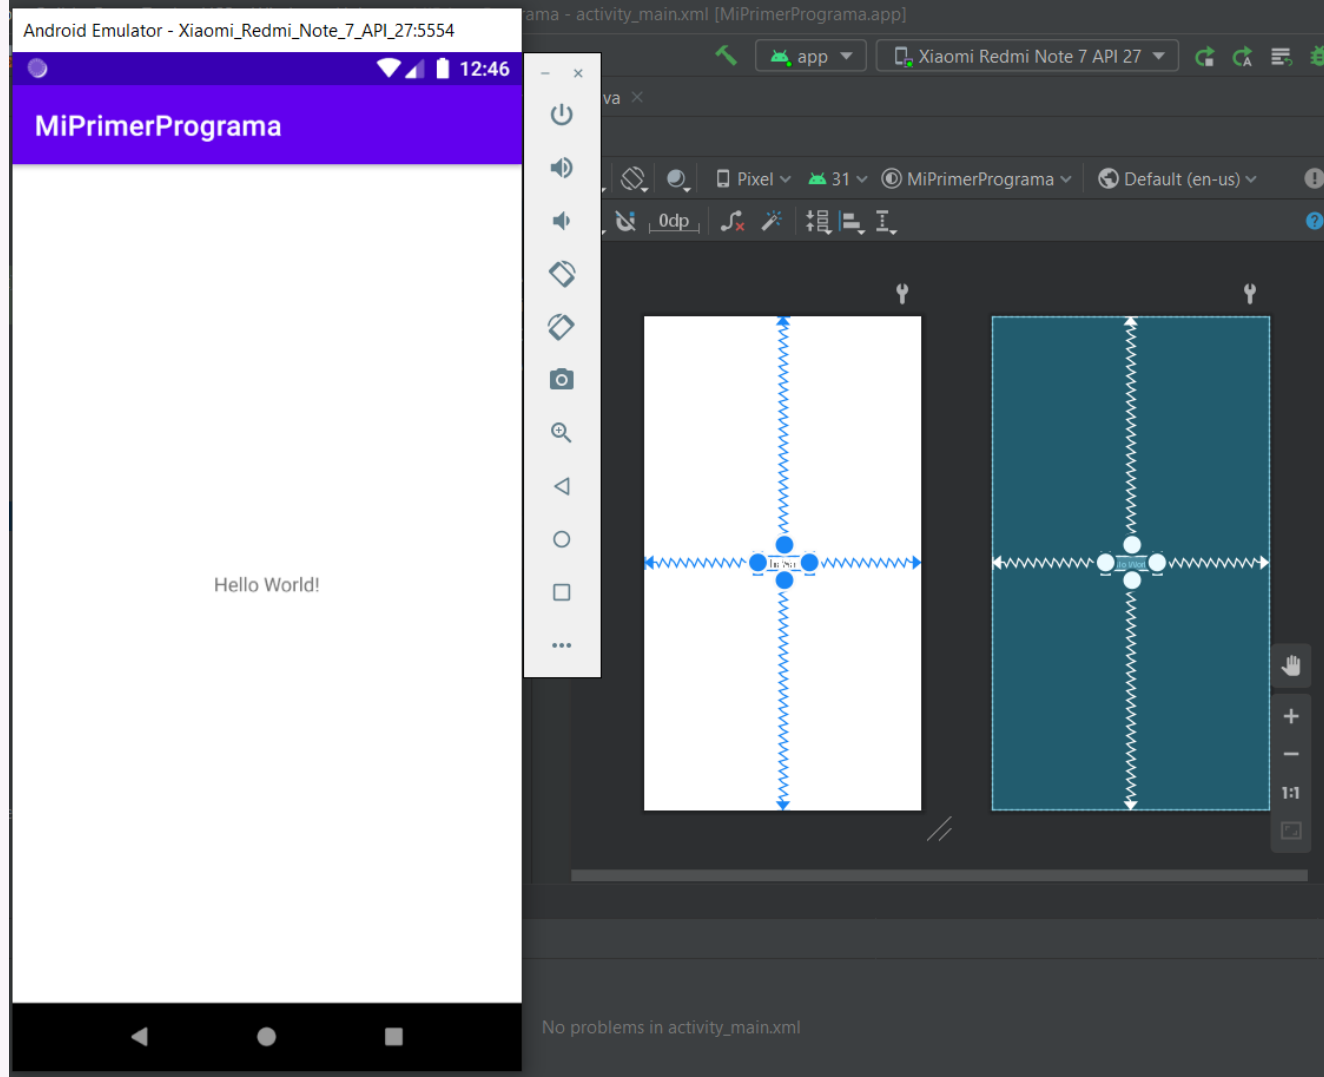 Android Emulator - Xiaomi_Redmi_Note_7_API_27:5554
12:46
MiPrimerPrograma
Hello World!
ama - activity_main.xml [MiPrimerPrograma.app]
app
Xiaomi Redmi Note 7 API 27
va
Pixel
31
MiPrimerPrograma
Default (en-us)
0dp
1:1
No problems in activity_main.xml